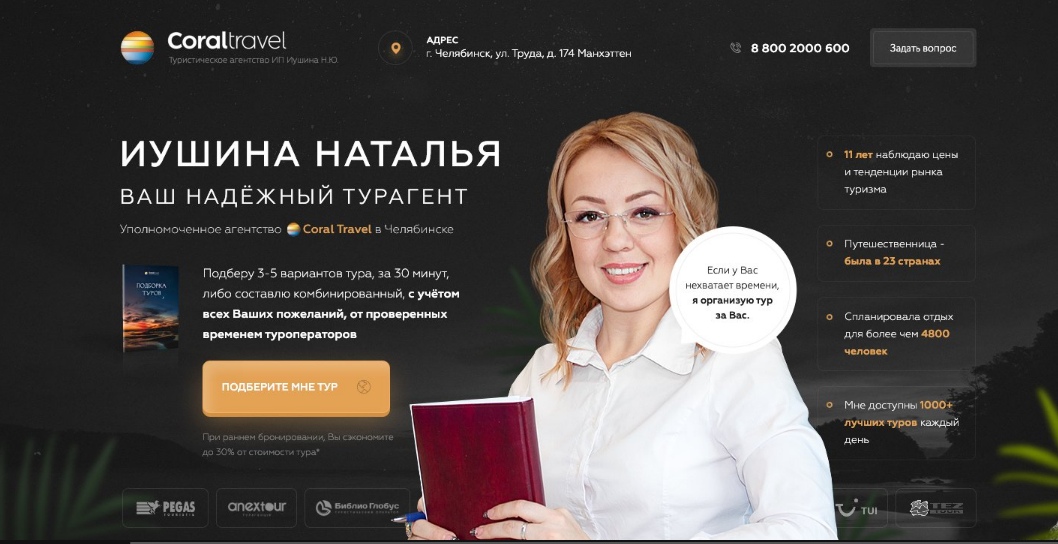 Coraltravel
Туристическое агентство ИП Иушина Н.Ю.
АДРЕС
г. Челябинск, ул. Труда, д. 174 Манхэттен
8 800 2000 600
Задать вопрос
ИУШИНА НАТАЛЬЯ
ВАШ НАДЁЖНЫЙ ТУРАГЕНТ
Уполномоченное агентство Coral Travel в Челябинске
ПОДБОРКА
ТУРОВ
Подберу 3-5 вариантов тура, за 30 минут,
либо составлю комбинированный, с учётом
всех Ваших пожеланий, от проверенных
временем туроператоров
ПОДБЕРИТЕ МНЕ ТУР
При раннем бронировании, Вы сэкономите
до 30% от стоимости тура*
Если у Вас
нехватает времени,
я организую тур
за Вас.
11 лет наблюдаю цены
и тенденции рынка
туризма
Путешественница -
была в 23 странах
Спланировала отдых
для более чем 4800
человек
Мне доступны 1000+
лучших туров каждый
день
PEGAS
TOURISTIK
anextour
Библио Глобус
TUI
TEZ
TOUR